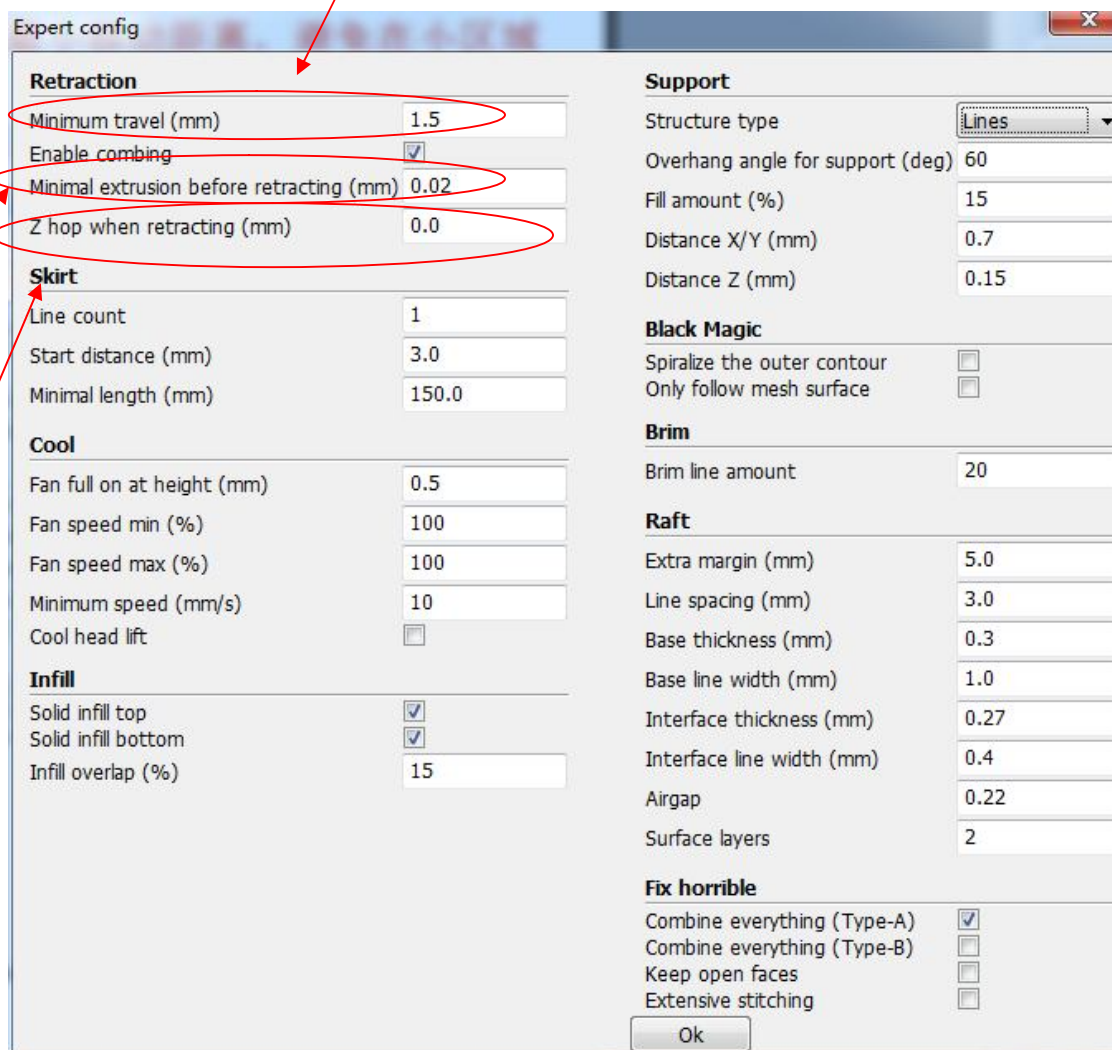 Expert config
Retraction
Minimum travel (mm) 1.5
Enable combing
Minimal extrusion before retracting (mm) 0.02
Z hop when retracting (mm) 0.0
Skirt
Line count 1
Start distance (mm) 3.0
Minimal length (mm) 150.0
Cool
Fan full on at height (mm) 0.5
Fan speed min (%) 100
Fan speed max (%) 100
Minimum speed (mm/s) 10
Cool head lift
Infill
Solid infill top
Solid infill bottom
Infill overlap (%) 15
Support
Structure type Lines
Overhang angle for support (deg) 60
Fill amount (%) 15
Distance X/Y (mm) 0.7
Distance Z (mm) 0.15
Black Magic
Spiralize the outer contour
Only follow mesh surface
Brim
Brim line amount 20
Raft
Extra margin (mm) 5.0
Line spacing (mm) 3.0
Base thickness (mm) 0.3
Base line width (mm) 1.0
Interface thickness (mm) 0.27
Interface line width (mm) 0.4
Airgap 0.22
Surface layers 2
Fix horrible
Combine everything (Type-A)
Combine everything (Type-B)
Keep open faces
Extensive stitching
Ok